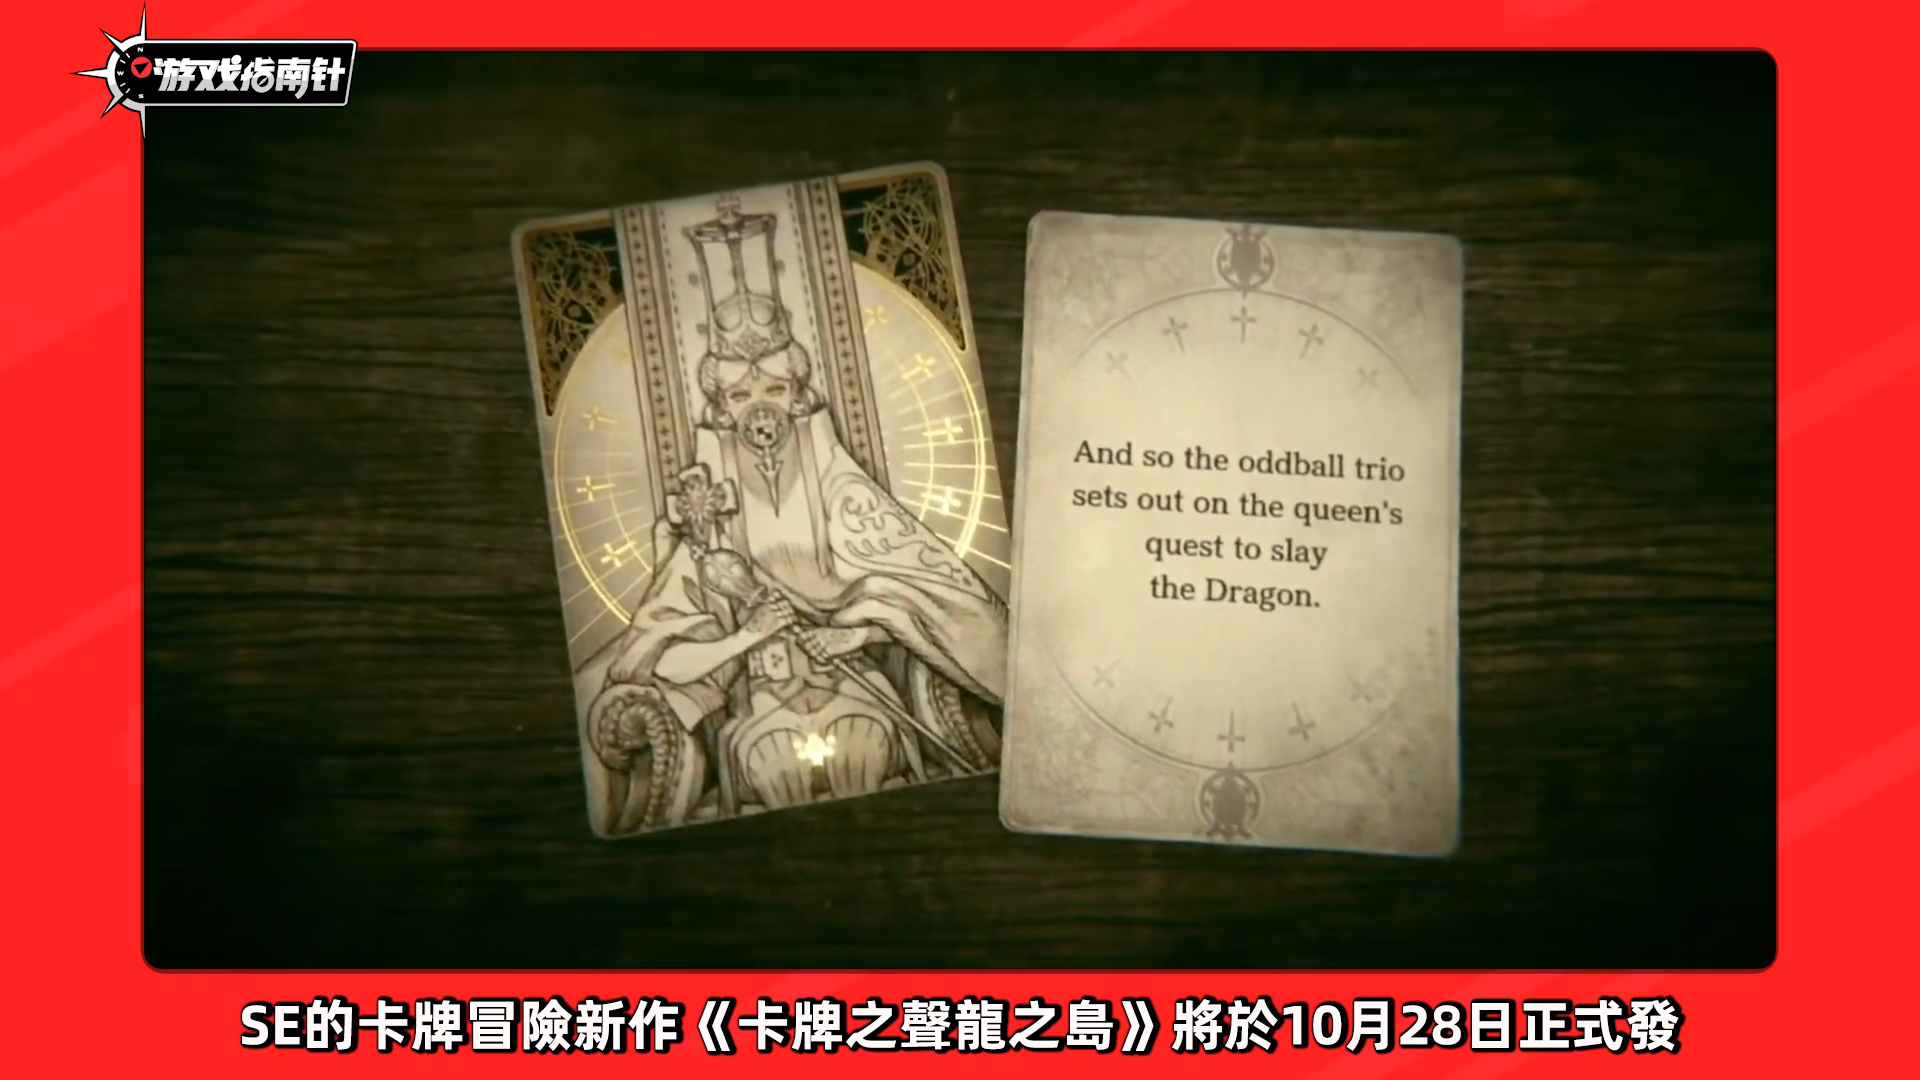 游戏指南针
And so the oddball trio
sets out on the queen's
quest to slay
the Dragon.
SE的卡牌冒險新作《卡牌之聲龍之島》將於10月28日正式發